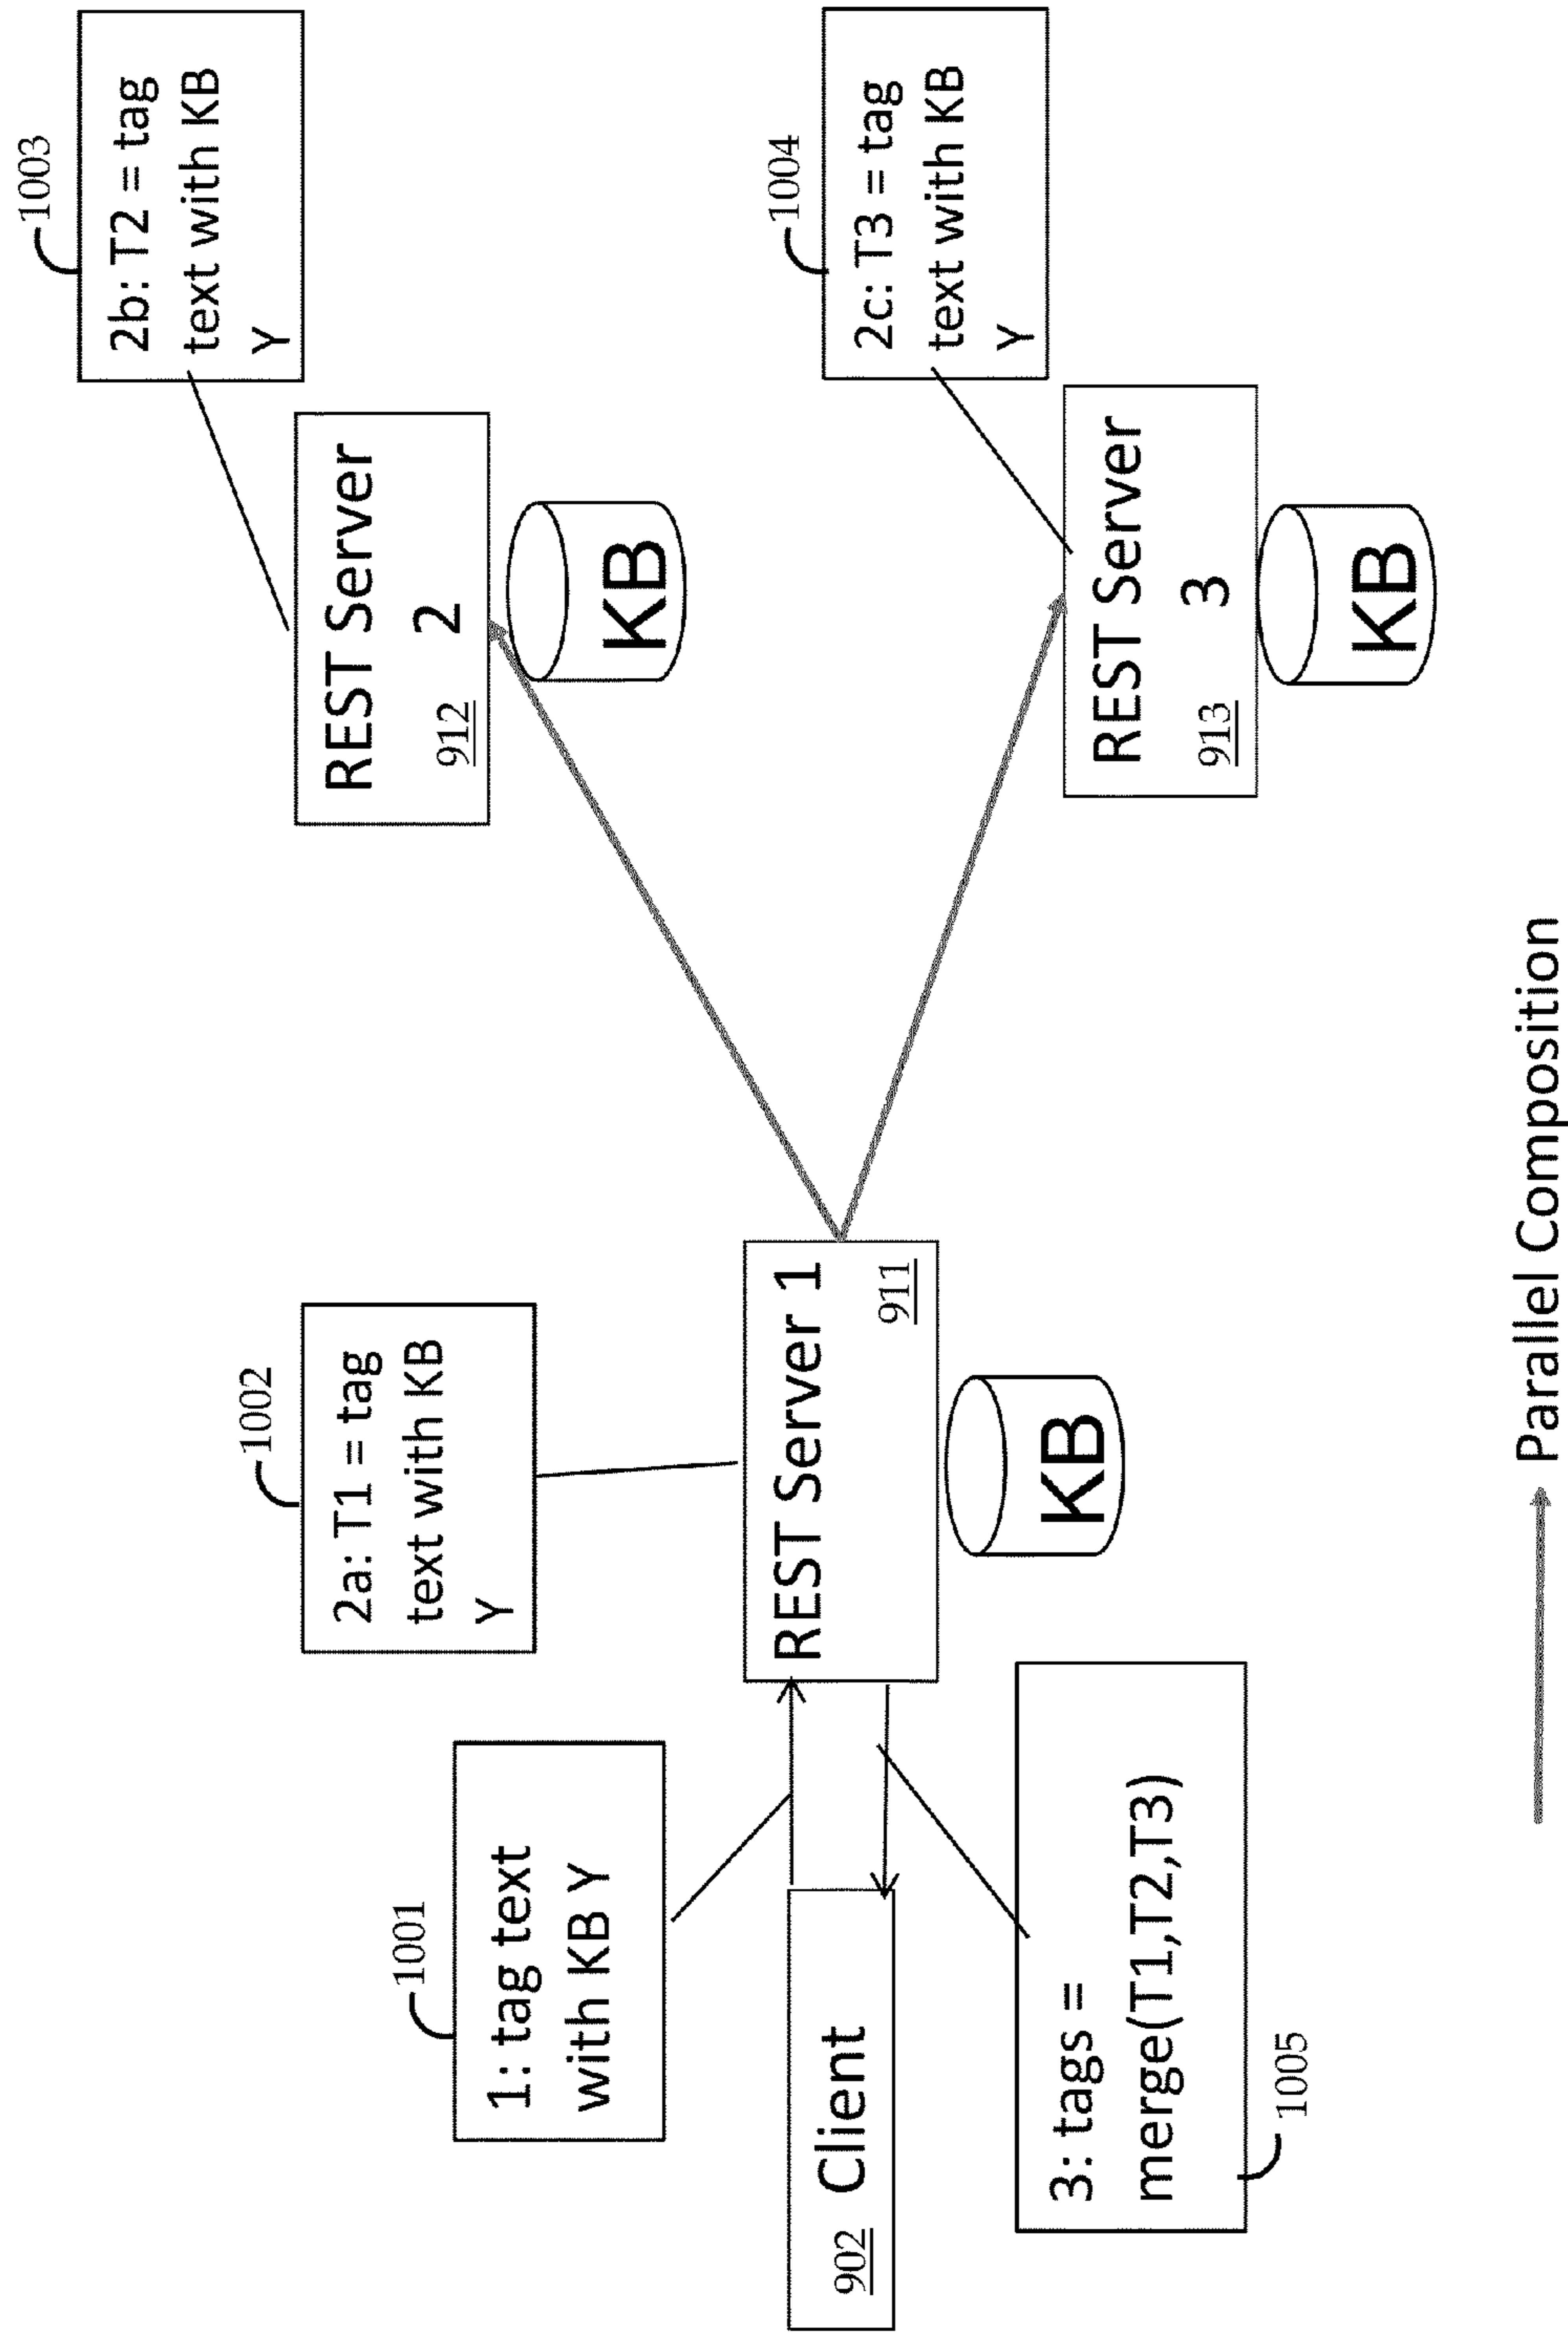 1003
2b: T2 = tag
text with KB
Y
REST Server
2
912
KB
1004
2c: T3 = tag
text with KB
Y
REST Server
3
913
KB
1002
2a: T1 = tag
text with KB
Y
REST Server 1
911
KB
1001
1: tag text
with KB Y
902 Client
3: tags =
merge(T1,T2,T3)
1005
Parallel Composition